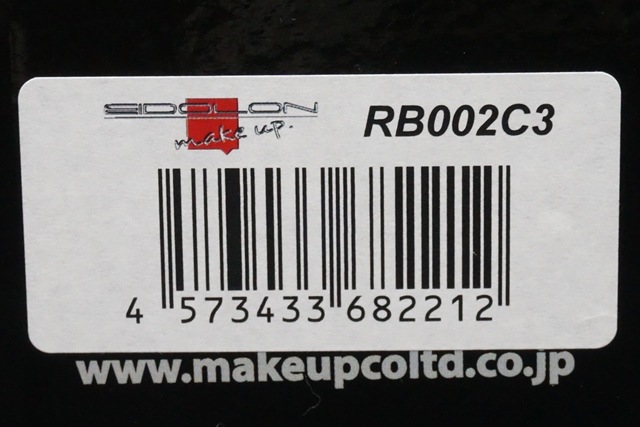 EIDOLON
make up.
RB002C3
4 573433 682212
www.makeupcoltd.co.jp